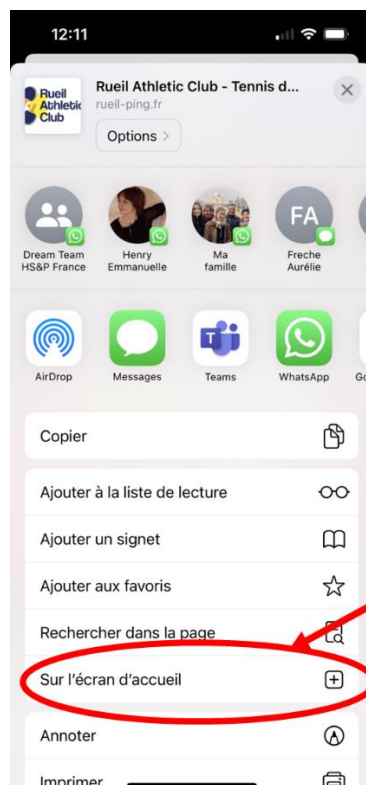 12:11
Rueil
Athletic
Club
Rueil Athletic Club - Tennis d...
rueil-ping.fr
Options
FA
Dream Team
HS&P France
Henry
Emmanuelle
Ma
famille
Freche
Aurélie
AirDrop
Messages
Teams
WhatsApp
Copier
Ajouter à la liste de lecture
Ajouter un signet
Ajouter aux favoris
Rechercher dans la page
Sur l'écran d'accueil
Annoter
Imprimer